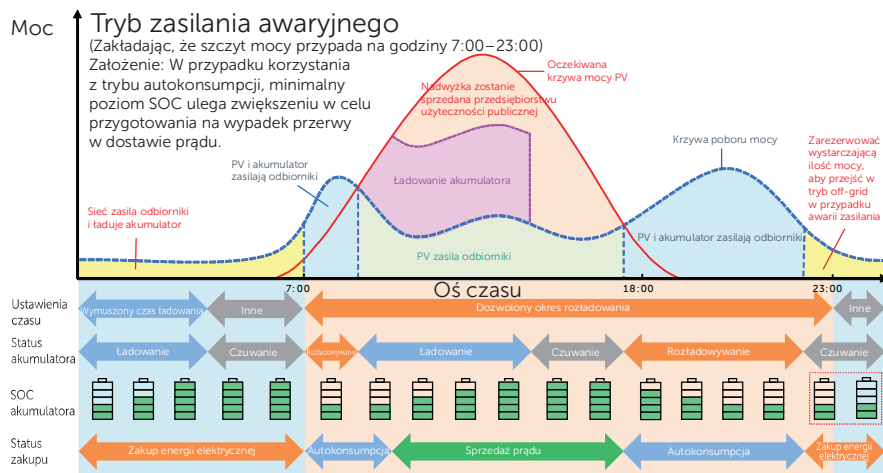 Moc
Tryb zasilania awaryjnego
(Zakładając, że szczyt mocy przypada na godziny 7:00–23:00)
Założenie: W przypadku korzystania
z trybu autokonsumpcji, minimalny
poziom SOC ulega zwiększeniu w celu
przygotowania na wypadek przerwy
w dostawie prądu.
Oczekiwana
krzywa mocy PV
Nadwyżka zostanie
sprzedana przedsiębiorstwu
użyteczności publicznej
PV i akumulator
zasilają odbiorniki
Krzywa poboru mocy
Zarezerwować
wystarczającą
ilość mocy,
aby przejść w
tryb off-grid
w przypadku
awarii zasilania
Ładowanie akumulatora
Sieć zasila odbiorniki
i ładuje akumulator
PV zasila odbiorniki
PV i akumulator zasilają odbiorniki
7:00
Oś czasu
18:00
23:00
Ustawienia
czasu
Wymuszony czas ładowania
Inne
Dozwolony okres rozładowania
Inne
Status
akumulatora
Ładowanie
Czuwanie
Rozładowywanie
Ładowanie
Czuwanie
Rozładowywanie
Czuwanie
SOC
akumulatora
Status
zakupu
Zakup energii elektrycznej
Autokonsumpcja
Sprzedaż prądu
Autokonsumpcja
Zakup energii
elektrycznej